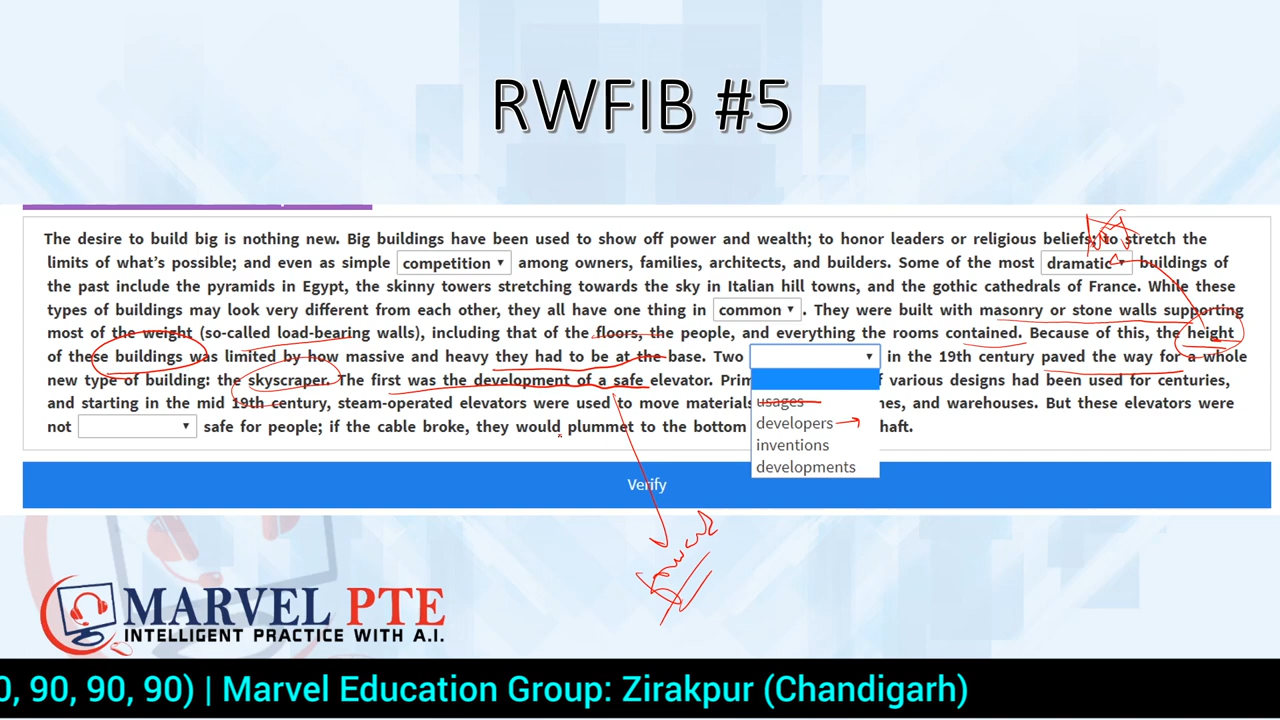 RWFIB #5
The desire to build big is nothing new. Big buildings have been used to show off power and wealth; to honor leaders or religious beliefs; to stretch the
limits of what's possible; and even as simple competition among owners, families, architects, and builders. Some of the most dramatic buildings of
the past include the pyramids in Egypt, the skinny towers stretching towards the sky in Italian hill towns, and the gothic cathedrals of France. While these
types of buildings may look very different from each other, they all have one thing in common. They were built with masonry or stone walls supporting
most of the weight (so-called load-bearing walls), including that of the floors, the people, and everything the rooms contained. Because of this, the height
of these buildings was limited by how massive and heavy they had to be at the base. Two in the 19th century paved the way for a whole
new type of building: the skyscraper. The first was the development of a safe elevator. Prim of various designs had been used for centuries,
and starting in the mid 19th century, steam-operated elevators were used to move materials nes, and warehouses. But these elevators were
not safe for people; if the cable broke, they would plummet to the bottom haft.
usages
developers
inventions
developments
Verify
MARVEL PTE
INTELLIGENT PRACTICE WITH A.I.
0, 90, 90, 90) | Marvel Education Group: Zirakpur (Chandigarh)